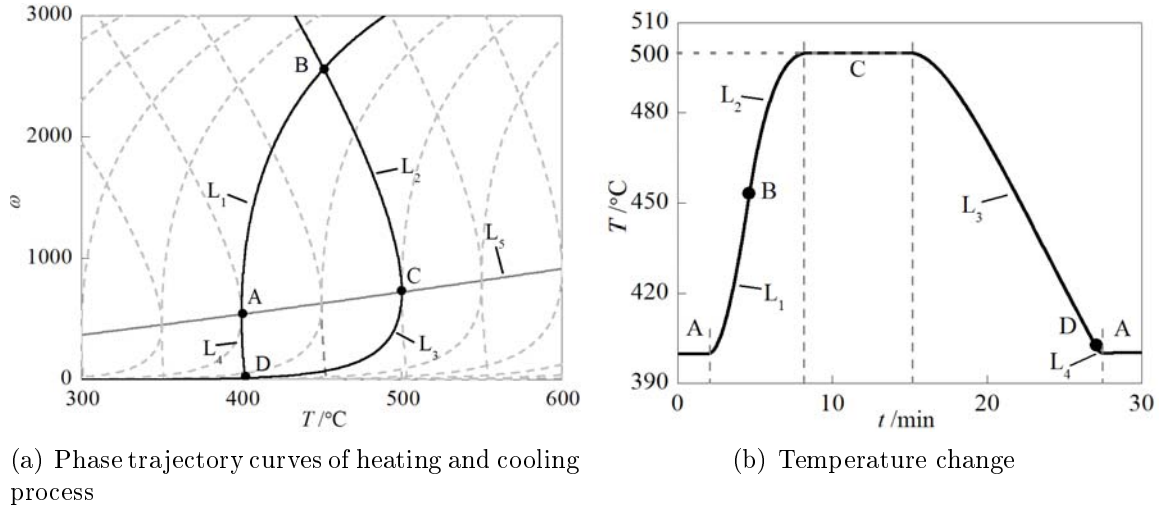 3000
2000
1000
0
300
400
500
600
ω
T /°C
B
L₁
L₂
L₅
A
C
L₄
D
L₃
510
500
480
450
420
390
0
10
20
30
T /°C
t /min
C
L₂
B
L₃
L₁
A
D
A
L₄
(a) Phase trajectory curves of heating and cooling
process
(b) Temperature change